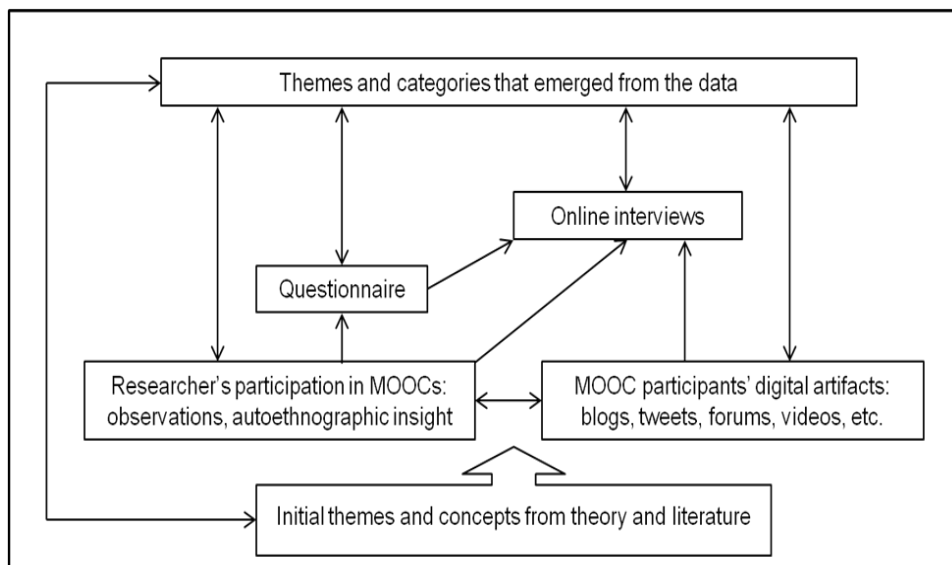 Themes and categories that emerged from the data
Online interviews
Questionnaire
Researcher's participation in MOOCs:
observations, autoethnographic insight
MOOC participants' digital artifacts:
blogs, tweets, forums, videos, etc.
Initial themes and concepts from theory and literature